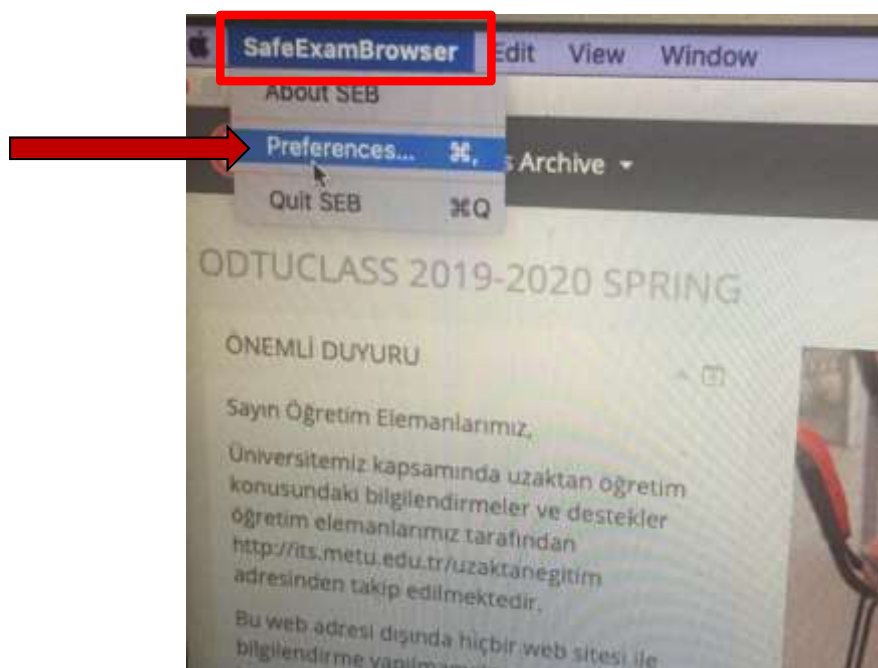 SafeExamBrowser Edit View Window
About SEB
Preferences... ⌘,
s Archive
Quit SEB ⌘Q
ODTUCLASS 2019-2020 SPRING
ÖNEMLİ DUYURU
Sayın Öğretim Elemanlarımız,
Üniversitemiz kapsamında uzaktan öğretim
konusundaki bilgilendirmeler ve destekler
öğretim elemanlarımız tarafından
http://its.metu.edu.tr/uzaktanegitim
adresinden takip edilmektedir.
Bu web adresi dışında hiçbir web sitesi ile
bilgilendirme